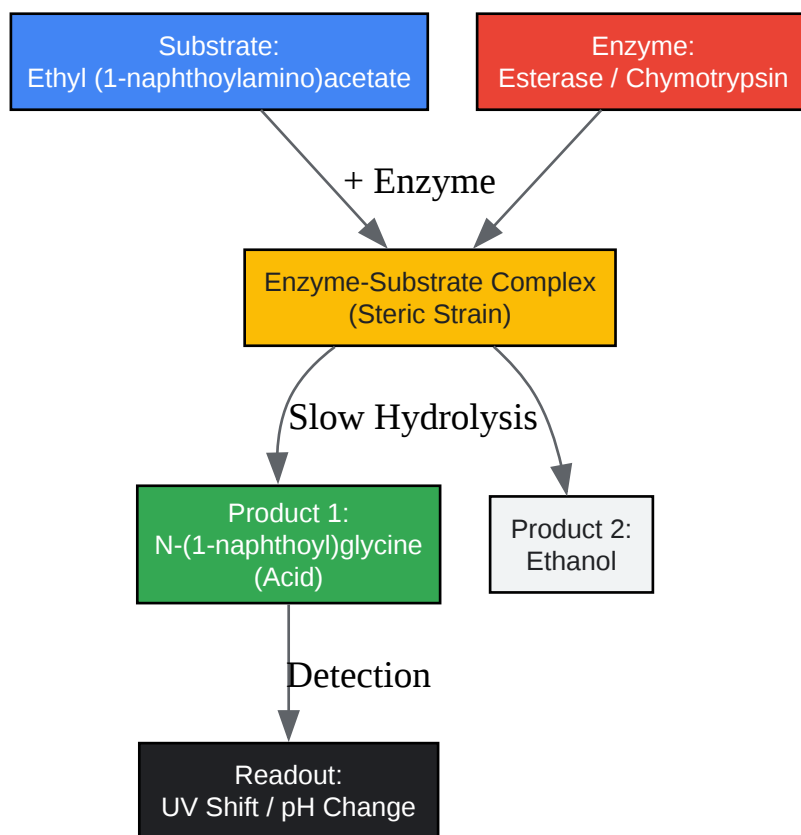 Substrate:
Ethyl (1-naphthoylamino)acetate
Enzyme:
Esterase / Chymotrypsin
+ Enzyme
Enzyme-Substrate Complex
(Steric Strain)
Slow Hydrolysis
Product 1:
N-(1-naphthoyl)glycine
(Acid)
Product 2:
Ethanol
Detection
Readout:
UV Shift / pH Change